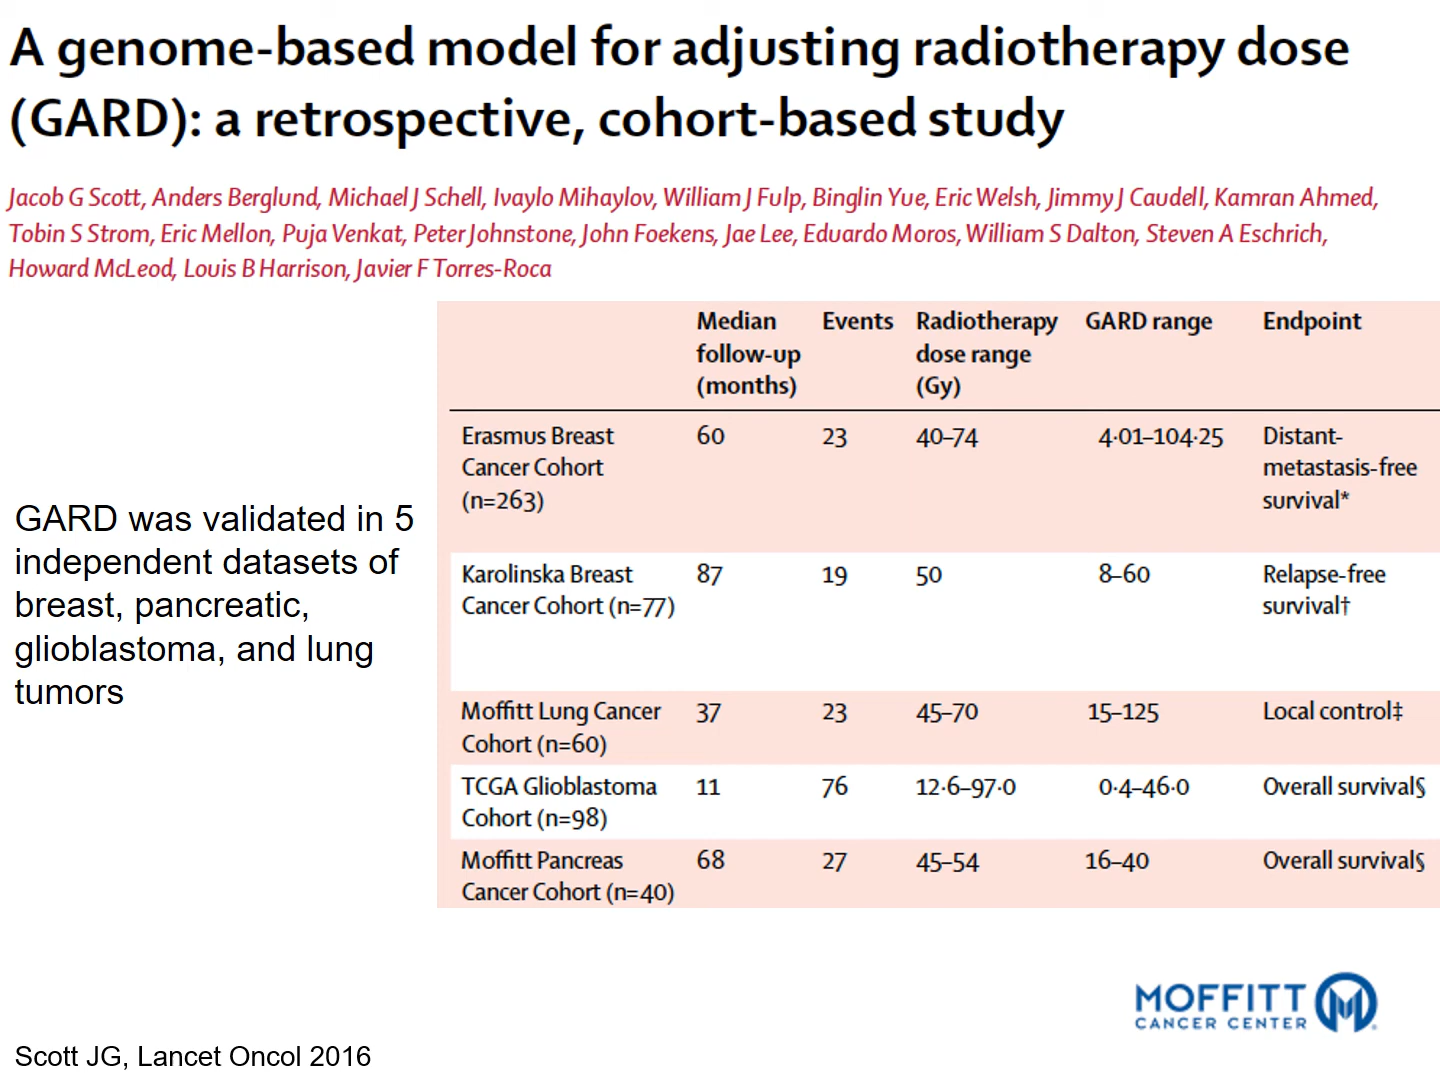 A genome-based model for adjusting radiotherapy dose
(GARD): a retrospective, cohort-based study
Jacob G Scott, Anders Berglund, Michael J Schell, Ivaylo Mihaylov, William J Fulp, Binglin Yue, Eric Welsh, Jimmy J Caudell, Kamran Ahmed,
Tobin S Strom, Eric Mellon, Puja Venkat, Peter Johnstone, John Foekens, Jae Lee, Eduardo Moros, William S Dalton, Steven A Eschrich,
Howard McLeod, Louis B Harrison, Javier F Torres-Roca
GARD was validated in 5
independent datasets of
breast, pancreatic,
glioblastoma, and lung
tumors
Median Events Radiotherapy GARD range Endpoint
follow-up dose range
(months) (Gy)
Erasmus Breast 60 23 40–74 4·01–104·25 Distant-
Cancer Cohort metastasis-free
(n=263) survival*
Karolinska Breast 87 19 50 8–60 Relapse-free
Cancer Cohort (n=77) survival†
Moffitt Lung Cancer 37 23 45–70 15–125 Local control‡
Cohort (n=60)
TCGA Glioblastoma 11 76 12·6–97·0 0·4–46·0 Overall survival§
Cohort (n=98)
Moffitt Pancreas 68 27 45–54 16–40 Overall survival§
Cancer Cohort (n=40)
MOFFITT
CANCER CENTER
Scott JG, Lancet Oncol 2016